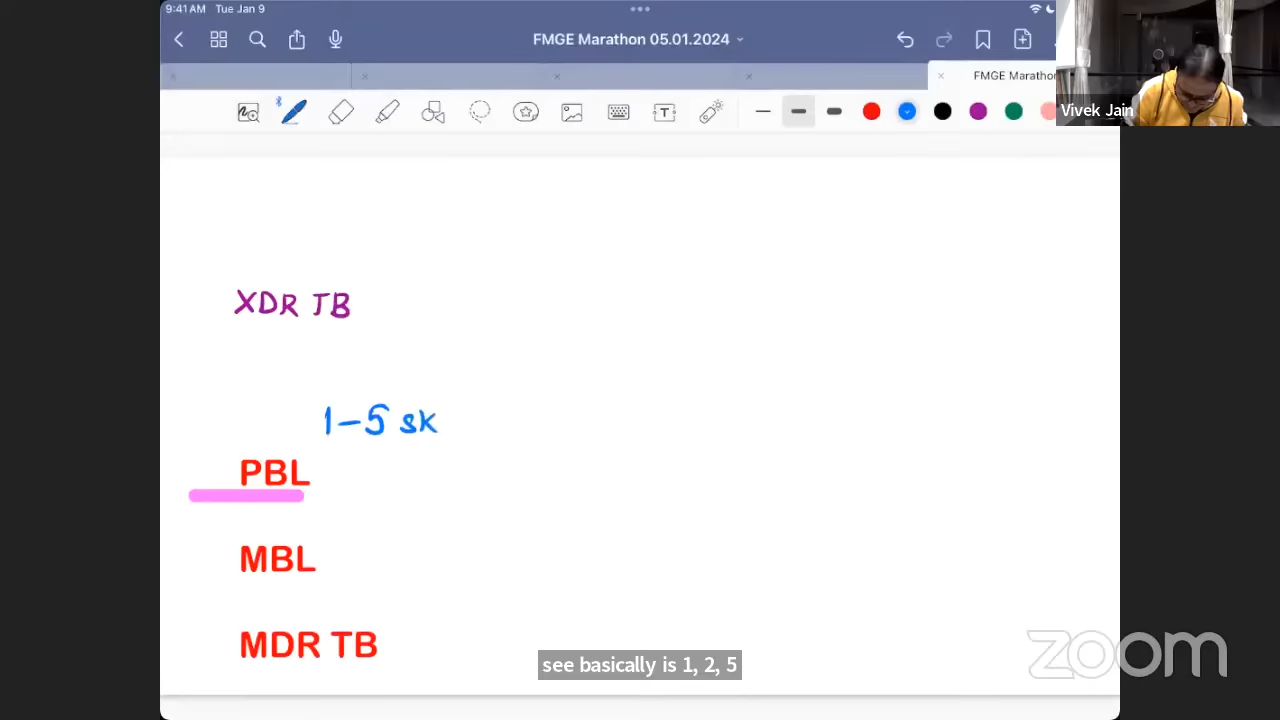 9:41 AM Tue Jan 9
FMGE Marathon 05.01.2024
FMGE Marathon
T
Vivek Jain
XDR TB
1-5 sk
PBL
MBL
MDR TB
see basically is 1, 2, 5
zoom